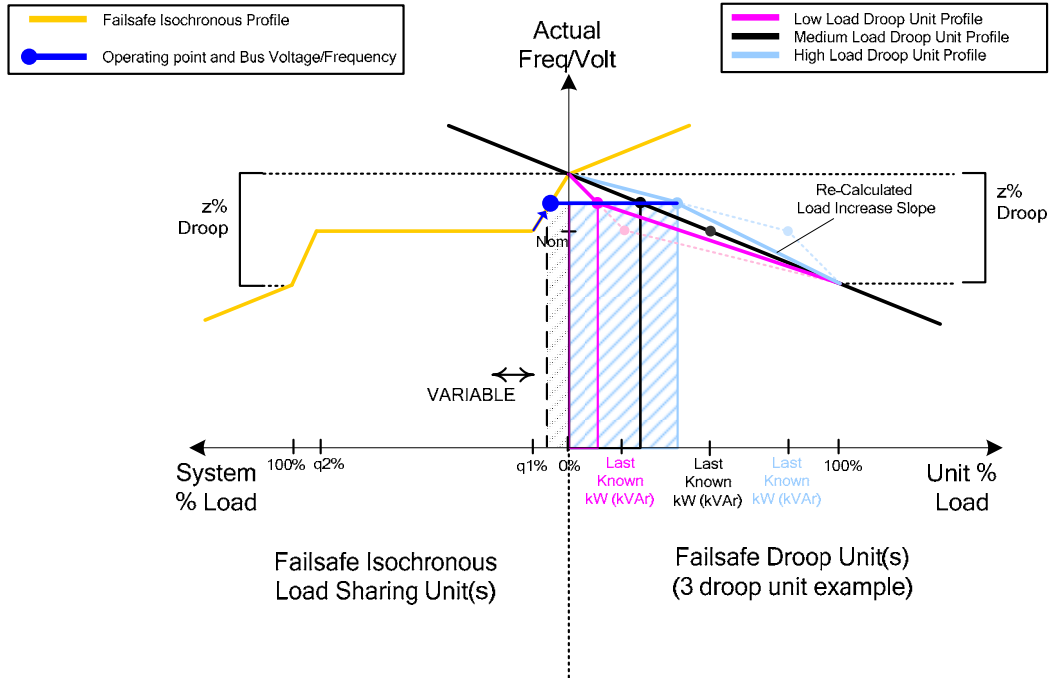 Failsafe Isochronous Profile
Operating point and Bus Voltage/Frequency
Actual
Freq/Volt
Low Load Droop Unit Profile
Medium Load Droop Unit Profile
High Load Droop Unit Profile
z%
Droop
Re-Calculated
Load Increase Slope
z%
Droop
Nom
VARIABLE
System
% Load
100%
q2%
q1%
0%
Last
Known
kW (kVAr)
Last
Known
kW (kVAr)
Last
Known
kW (kVAr)
100%
Unit %
Load
Failsafe Isochronous
Load Sharing Unit(s)
Failsafe Droop Unit(s)
(3 droop unit example)